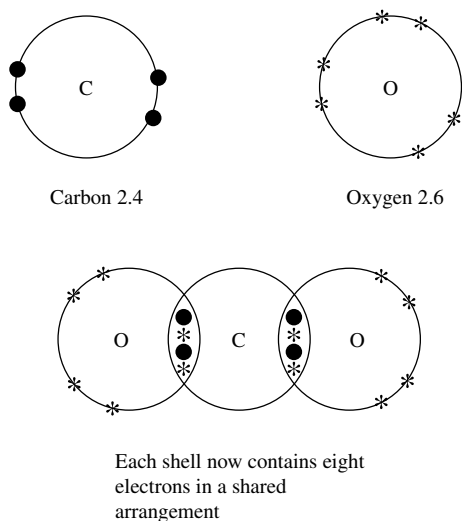 C
O
Carbon 2.4
Oxygen 2.6
O
C
O
Each shell now contains eight
electrons in a shared
arrangement